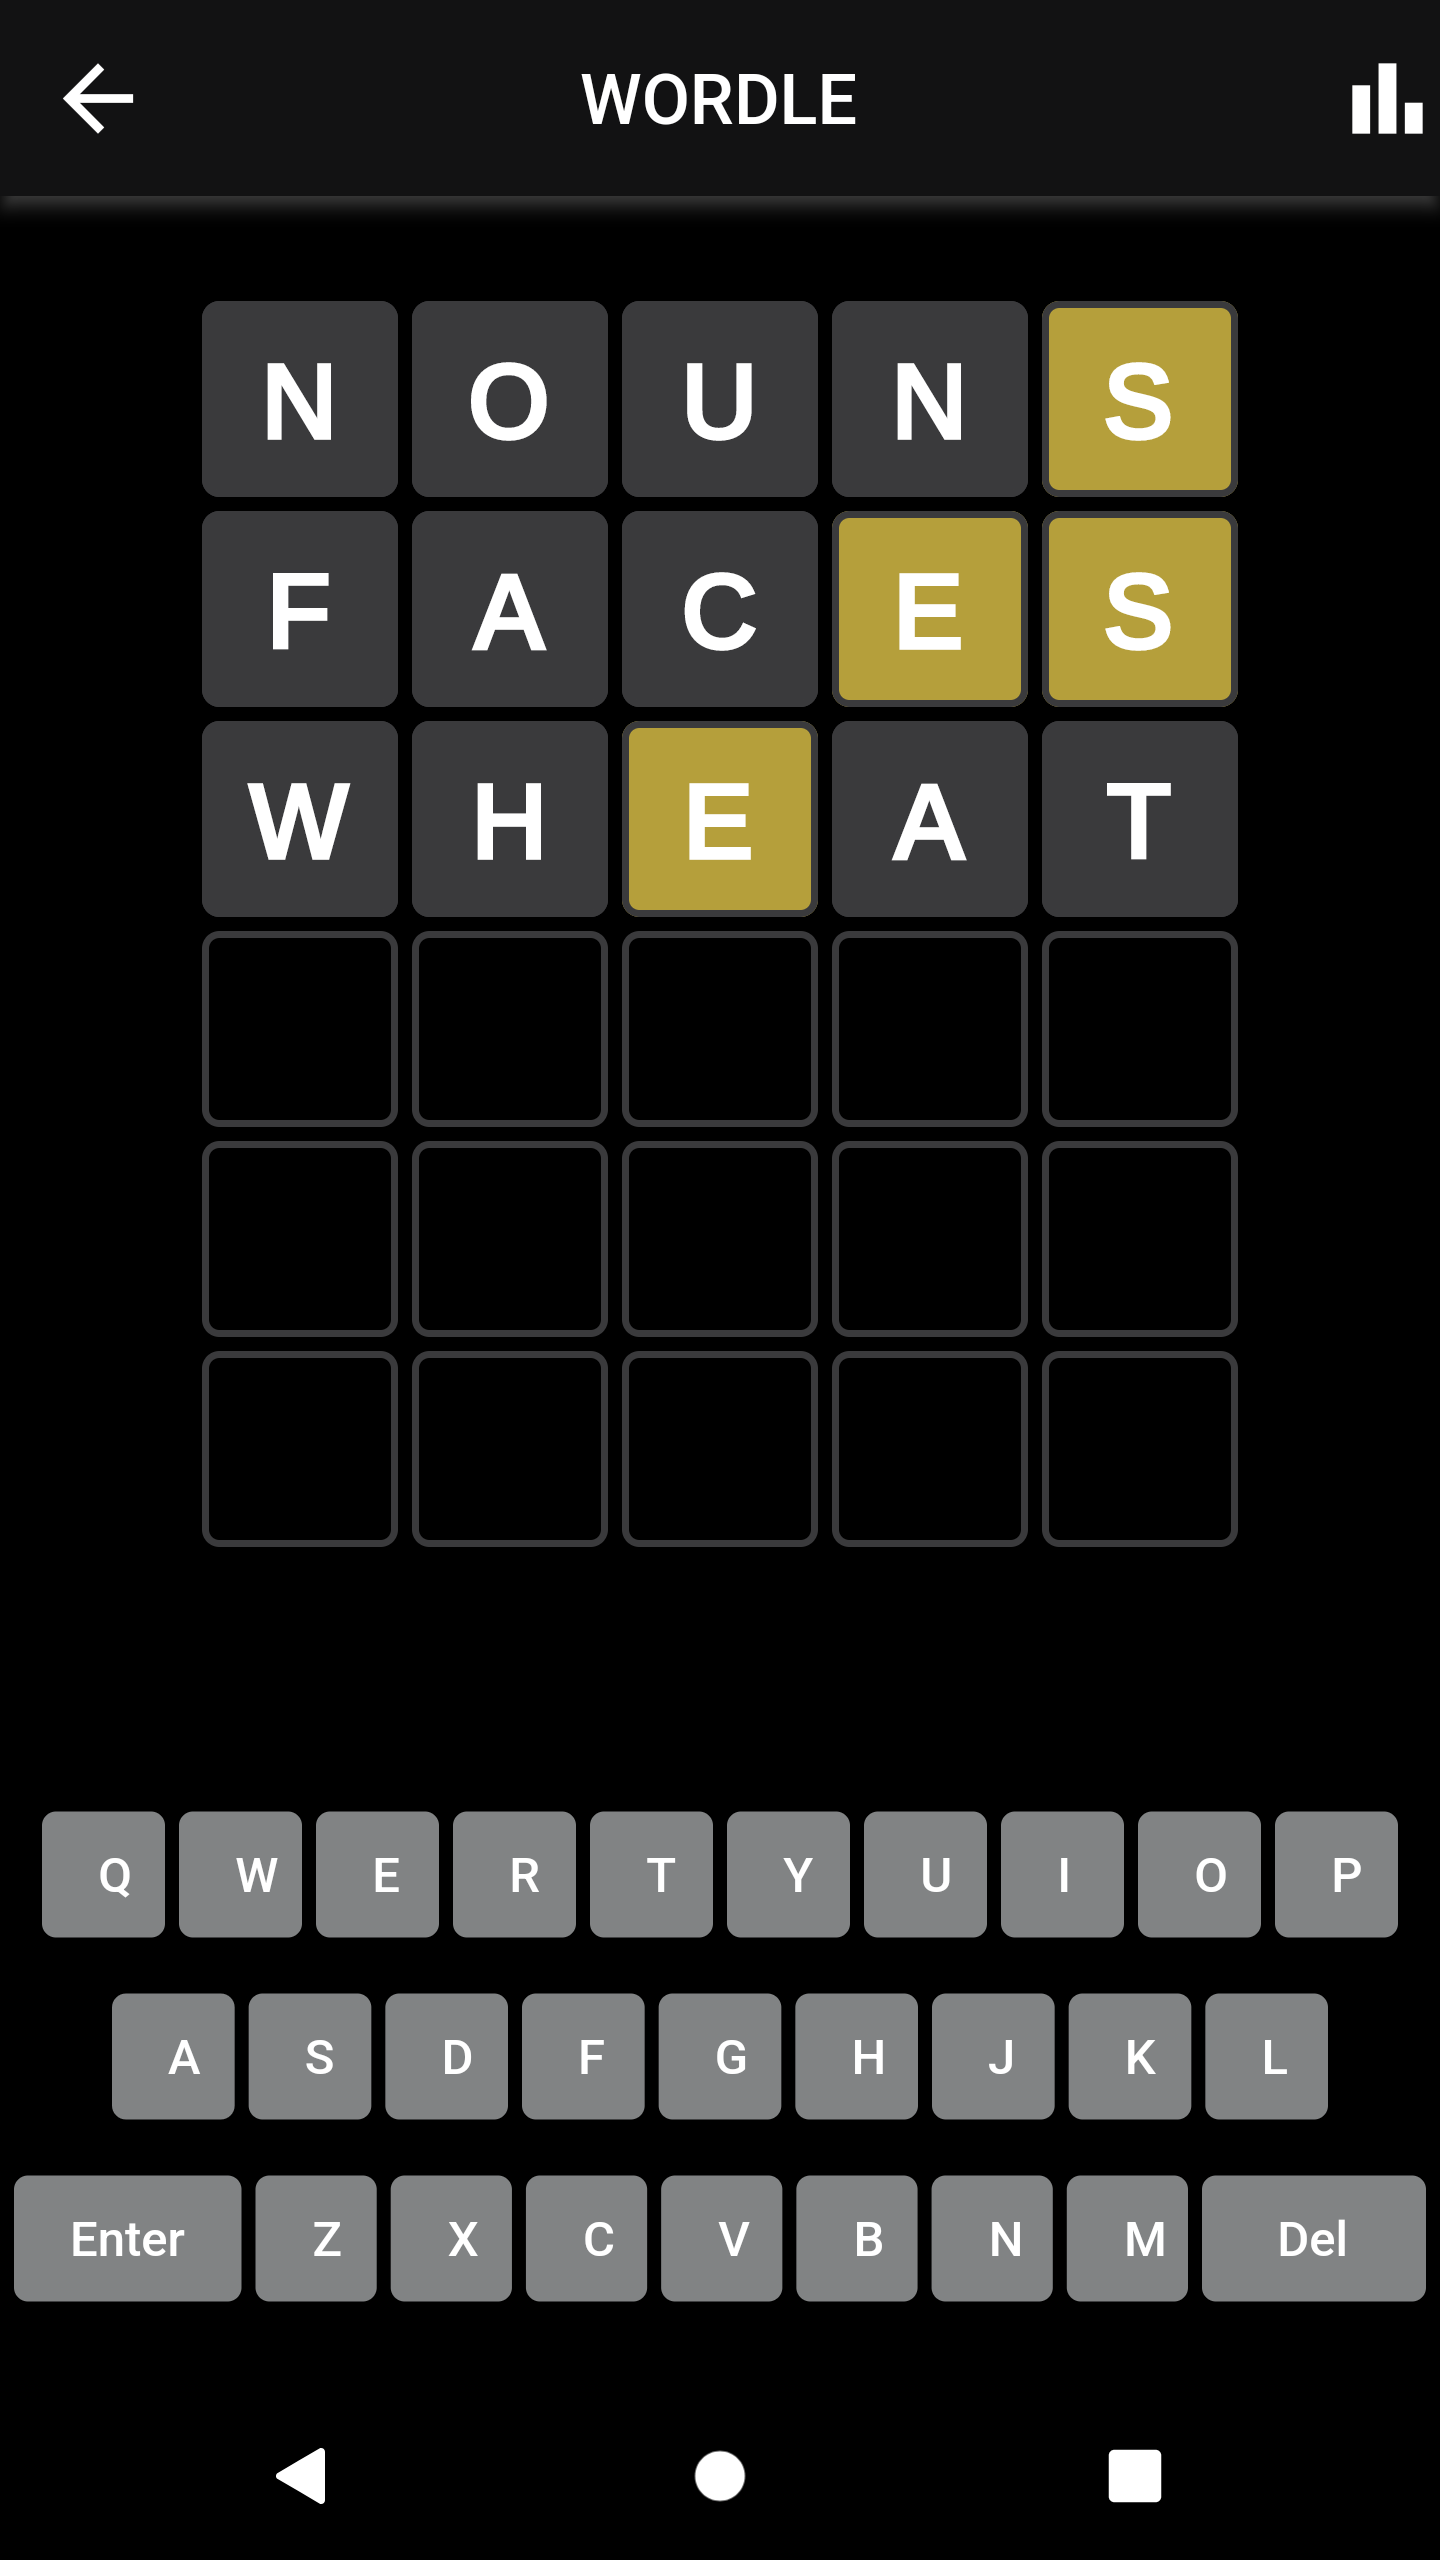 WORDLE
N O U N S
F A C E S
W H E A T
Q W E R T Y U I O P
A S D F G H J K L
Enter Z X C V B N M Del